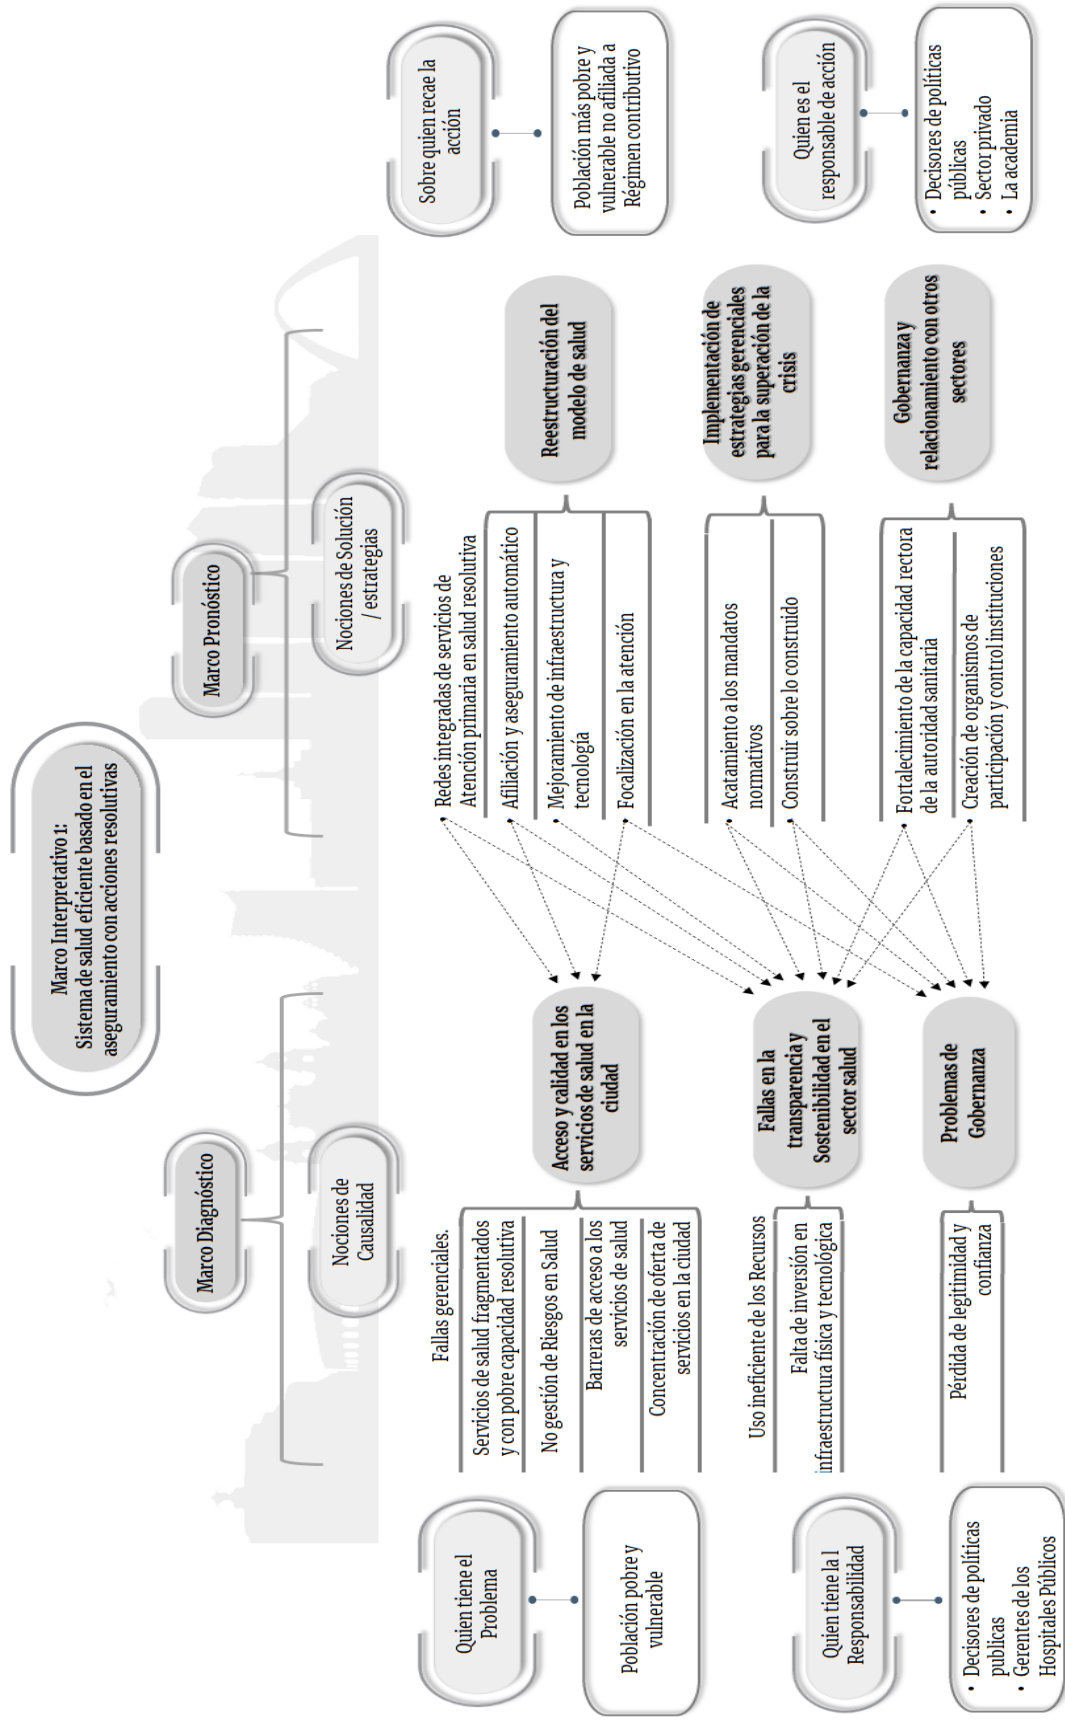 Marco Interpretativo 1:
Sistema de salud eficiente basado en el
aseguramiento con acciones resolutivas
Marco Diagnóstico
Marco Pronóstico
Nociones de
Causalidad
Nociones de Solución
/ estrategias
Quien tiene el
Problema
Población pobre y
vulnerable
Quien tiene la l
Responsabilidad
• Decisores de políticas
publicas
• Gerentes de los
Hospitales Públicos
Fallas gerenciales.
Servicios de salud fragmentados
y con pobre capacidad resolutiva
No gestión de Riesgos en Salud
Barreras de acceso a los
servicios de salud
Concentración de oferta de
servicios en la ciudad
Uso ineficiente de los Recursos
Falta de inversión en
infraestructura física y tecnológica
Pérdida de legitimidad y
confianza
Acceso y calidad en los
servicios de salud en la
ciudad
Fallas en la
transparencia y
Sostenibilidad en el
sector salud
Problemas de
Gobernanza
• Redes integradas de servicios de
Atención primaria en salud resolutiva
• Afiliación y aseguramiento automático
• Mejoramiento de infraestructura y
tecnología
• Focalización en la atención
• Acatamiento a los mandatos
normativos
• Construir sobre lo construido
• Fortalecimiento de la capacidad rectora
de la autoridad sanitaria
• Creación de organismos de
participación y control instituciones
Reestructuración del
modelo de salud
Implementación de
estrategias gerenciales
para la superación de la
crisis
Gobernanza y
relacionamiento con otros
sectores
Sobre quien recae la
acción
Población más pobre y
vulnerable no afiliada a
Régimen contributivo
Quien es el
responsable de acción
• Decisores de políticas
públicas
• Sector privado
• La academia